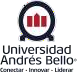 Universidad
Andrés Bello®
Conectar - Innovar - Liderar